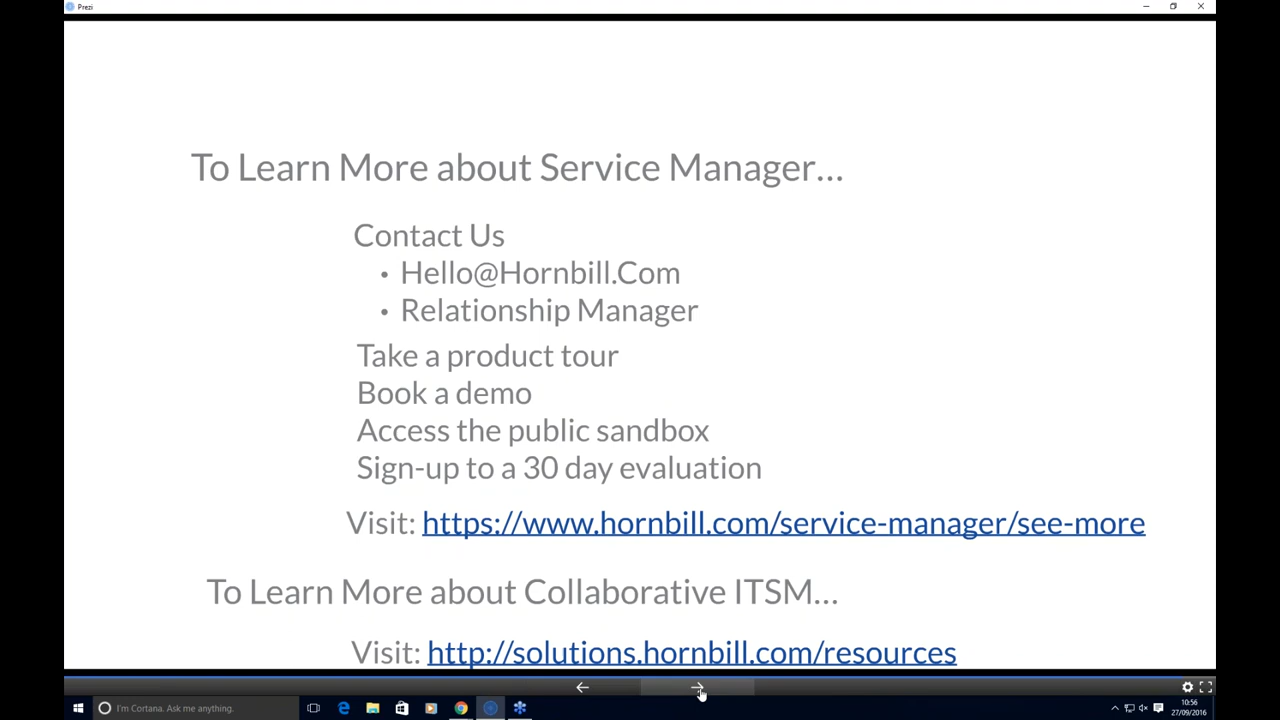 Prezi
To Learn More about Service Manager...
Contact Us
• Hello@Hornbill.Com
• Relationship Manager
Take a product tour
Book a demo
Access the public sandbox
Sign-up to a 30 day evaluation
Visit: https://www.hornbill.com/service-manager/see-more
To Learn More about Collaborative ITSM...
Visit: http://solutions.hornbill.com/resources
I'm Cortana. Ask me anything.
10:56
27/09/2016